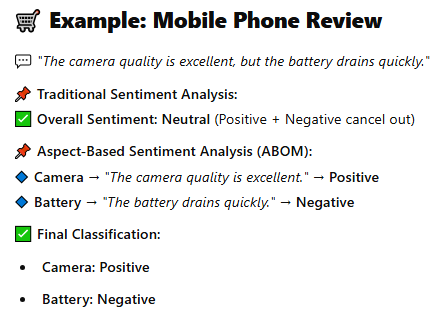 🛒 Example: Mobile Phone Review
💬 "The camera quality is excellent, but the battery drains quickly."
📌 Traditional Sentiment Analysis:
✅ Overall Sentiment: Neutral (Positive + Negative cancel out)
📌 Aspect-Based Sentiment Analysis (ABOM):
🔷 Camera → "The camera quality is excellent." → Positive
🔷 Battery → "The battery drains quickly." → Negative
✅ Final Classification:
• Camera: Positive
• Battery: Negative